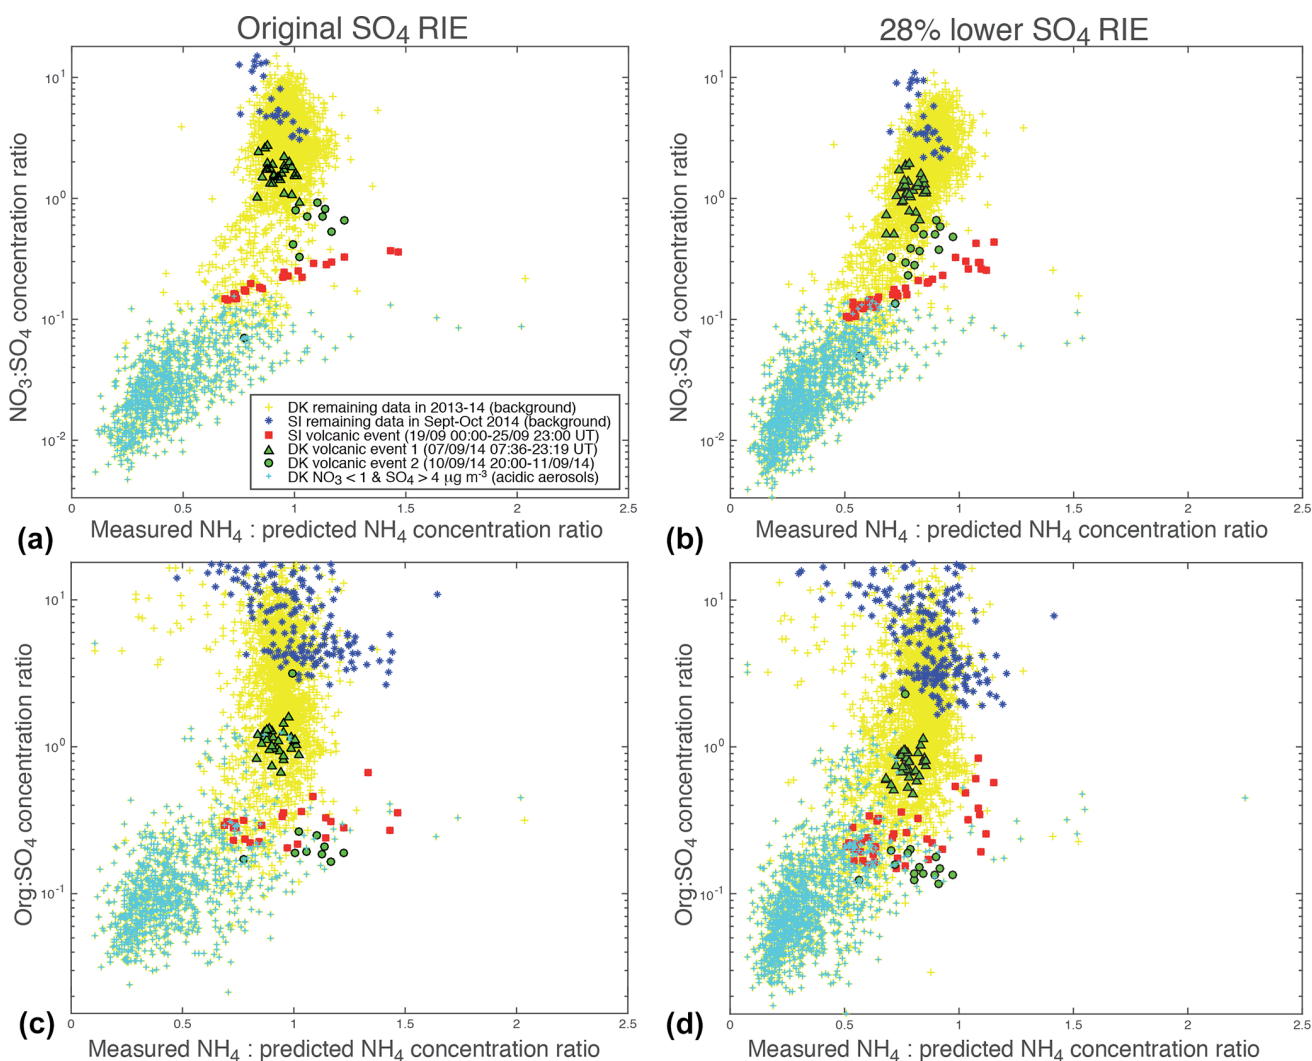 Original SO4 RIE
28% lower SO4 RIE
NO3:SO4 concentration ratio
10^1
10^0
10^-1
10^-2
0
0.5
1
1.5
2
2.5
DK remaining data in 2013-14 (background)
SI remaining data in Sept-Oct 2014 (background)
SI volcanic event (19/09 00:00-25/09 23:00 UT)
DK volcanic event 1 (07/09/14 07:36-23:19 UT)
DK volcanic event 2 (10/09/14 20:00-11/09/14)
DK NO3 < 1 & SO4 > 4 μg m-3 (acidic aerosols)
(a)
Measured NH4 : predicted NH4 concentration ratio
NO3:SO4 concentration ratio
10^1
10^0
10^-1
10^-2
0
0.5
1
1.5
2
2.5
(b)
Measured NH4 : predicted NH4 concentration ratio
Org:SO4 concentration ratio
10^1
10^0
10^-1
0
0.5
1
1.5
2
2.5
(c)
Measured NH4 : predicted NH4 concentration ratio
Org:SO4 concentration ratio
10^1
10^0
10^-1
0
0.5
1
1.5
2
2.5
(d)
Measured NH4 : predicted NH4 concentration ratio